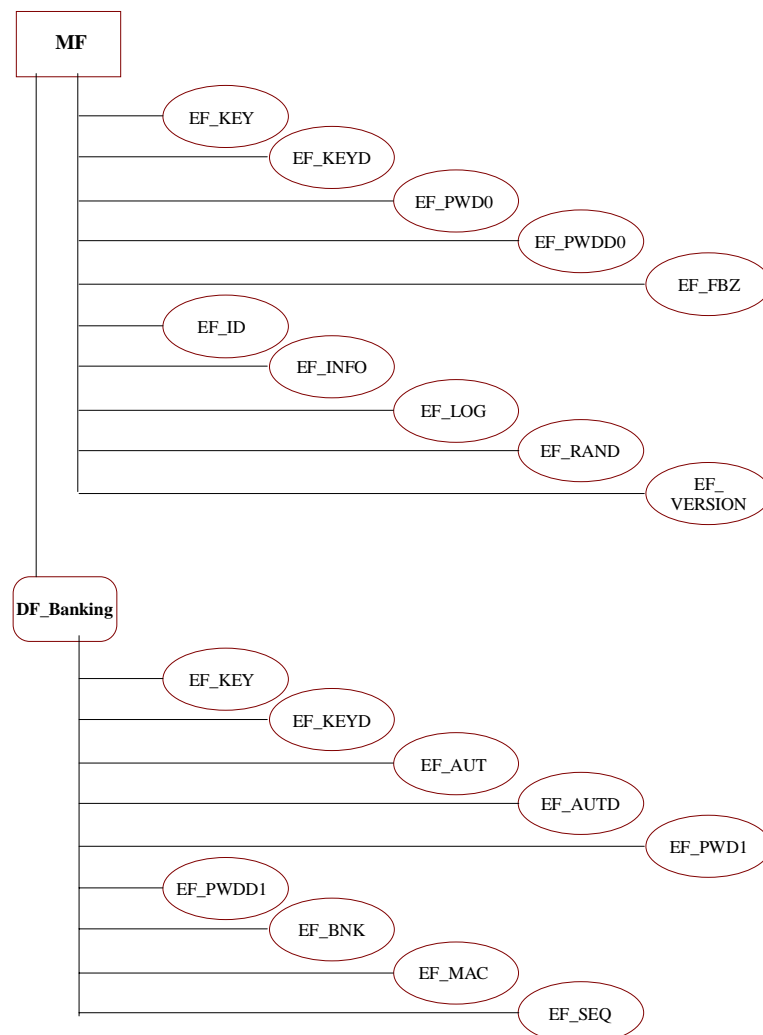 MF
EF_KEY
EF_KEYD
EF_PWD0
EF_PWDD0
EF_FBZ
EF_ID
EF_INFO
EF_LOG
EF_RAND
EF_
VERSION
DF_Banking
EF_KEY
EF_KEYD
EF_AUT
EF_AUTD
EF_PWD1
EF_PWDD1
EF_BNK
EF_MAC
EF_SEQ